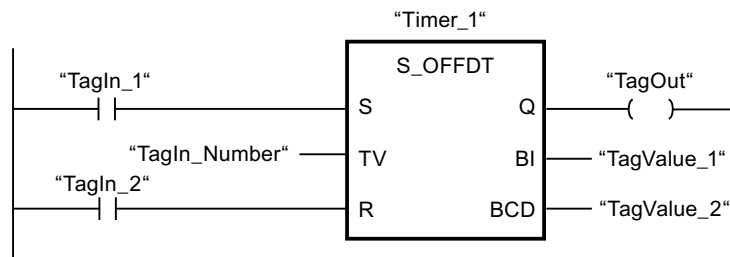 “Timer_1“
S_OFFDT
“TagIn_1“
S
Q
“TagOut“
“TagIn_Number“
TV
BI
“TagValue_1“
“TagIn_2“
R
BCD
“TagValue_2“